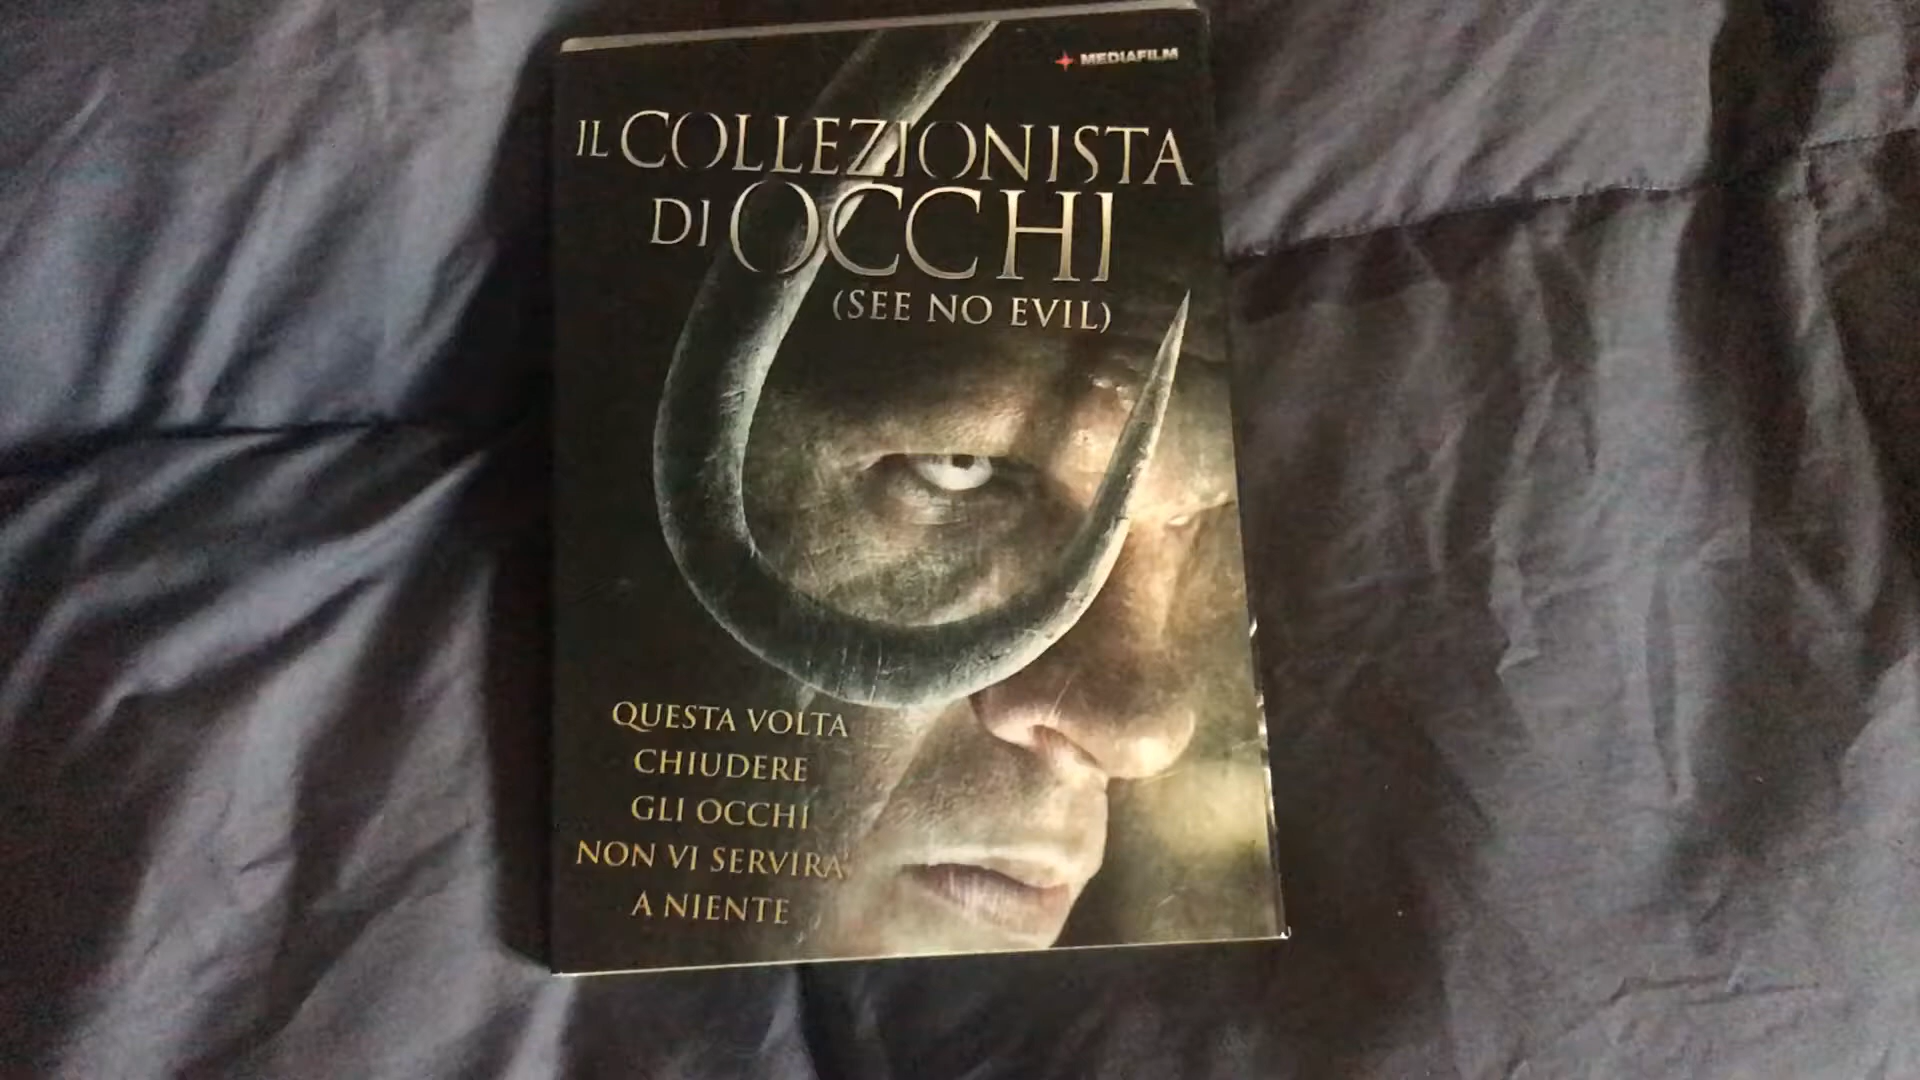 MEDIAFILM
IL COLLEZIONISTA
DI OCCHI
(SEE NO EVIL)
QUESTA VOLTA
CHIUDERE
GLI OCCHI
NON VI SERVIRA'
A NIENTE